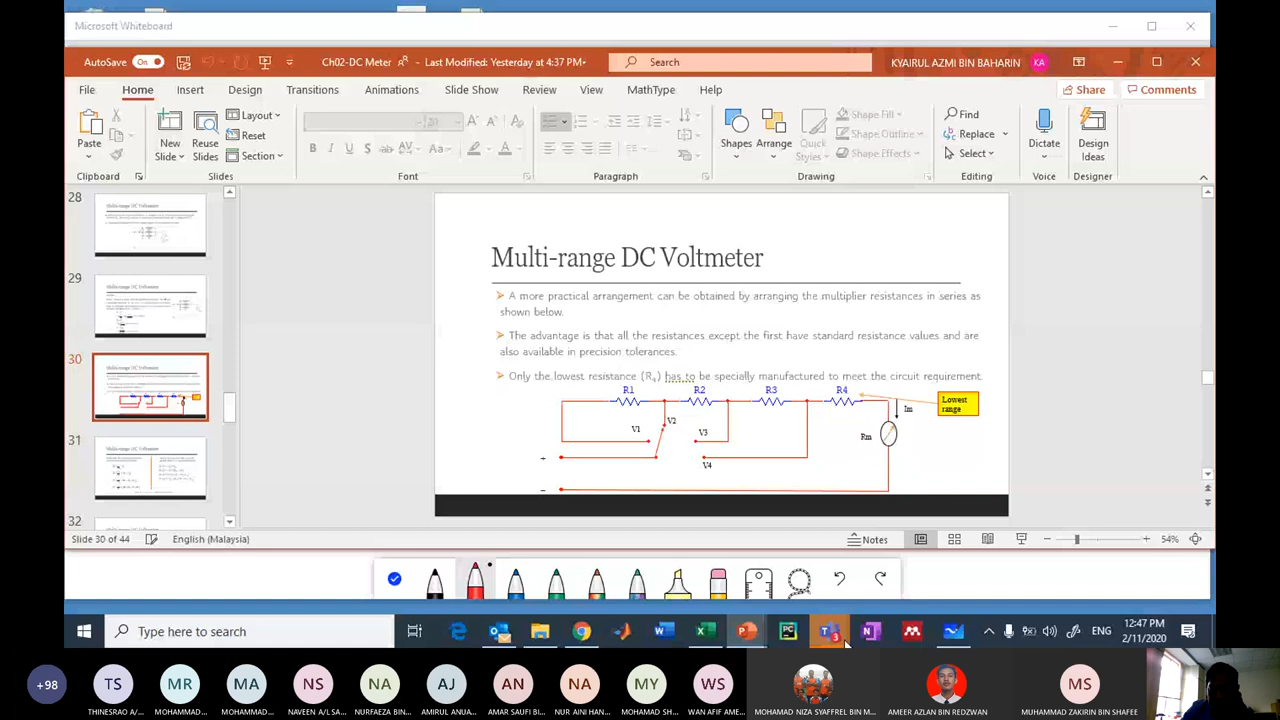 Microsoft Whiteboard
AutoSave On Ch02-DC Meter Last Modified: Yesterday at 4:37 PM Search KYAIRUL AZMI BIN BAHARIN KA
File Home Insert Design Transitions Animations Slide Show Review View MathType Help Share Comments
Paste New Slide Reuse Slides Layout Reset Section 20 Shapes Arrange Quick Styles Shape Fill Shape Outline Shape Effects Find Replace Select Dictate Design Ideas
Clipboard Slides Font Paragraph Drawing Editing Voice Designer
28
29
30
31
32
Multi-range DC Voltmeter
A more practical arrangement can be obtained by arranging the multiplier resistances in series as
shown below.
The advantage is that all the resistances except the first have standard resistance values and are
also available in precision tolerances.
Only the lowest resistance (R4) has to be specially manufactured to meet the circuit requirement.
R1 R2 R3 R4
Lowest
range
Im
V1 V2 V3 Rm
+
V4
−
Slide 30 of 44 English (Malaysia) Notes 54%
Type here to search 3 ENG 12:47 PM
2/11/2020
+98 TS MR MA NS NA AJ AN NA MY WS MS
THINESRAO A/... MOHAMMAD ... MOHAMMAD... NAVEEN A/L SA... NURFAEZA BIN... AMIRUL ANUA... AMAR SAUFI BI... NUR AINI HAN... MOHAMAD SH... WAN AFIF AME... MOHAMAD NIZA SYAFFREL BIN M... AMEER AZLAN BIN REDZWAN MUHAMMAD ZAKIRIN BIN SHAFEE